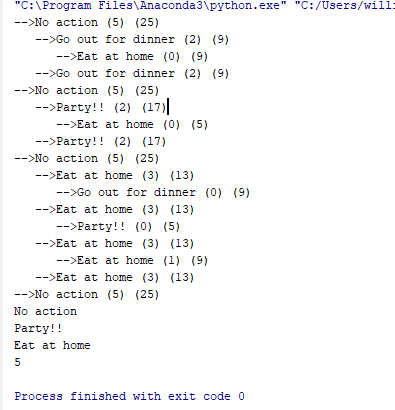 "C:\Program Files\Anaconda3\python.exe" "C:/Users/willi
-->No action (5) (25)
   -->Go out for dinner (2) (9)
      -->Eat at home (0) (9)
   -->Go out for dinner (2) (9)
-->No action (5) (25)
   -->Party!! (2) (17)
      -->Eat at home (0) (5)
   -->Party!! (2) (17)
-->No action (5) (25)
   -->Eat at home (3) (13)
      -->Go out for dinner (0) (9)
   -->Eat at home (3) (13)
      -->Party!! (0) (5)
   -->Eat at home (3) (13)
      -->Eat at home (1) (9)
   -->Eat at home (3) (13)
-->No action (5) (25)
No action
Party!!
Eat at home
5
Process finished with exit code 0